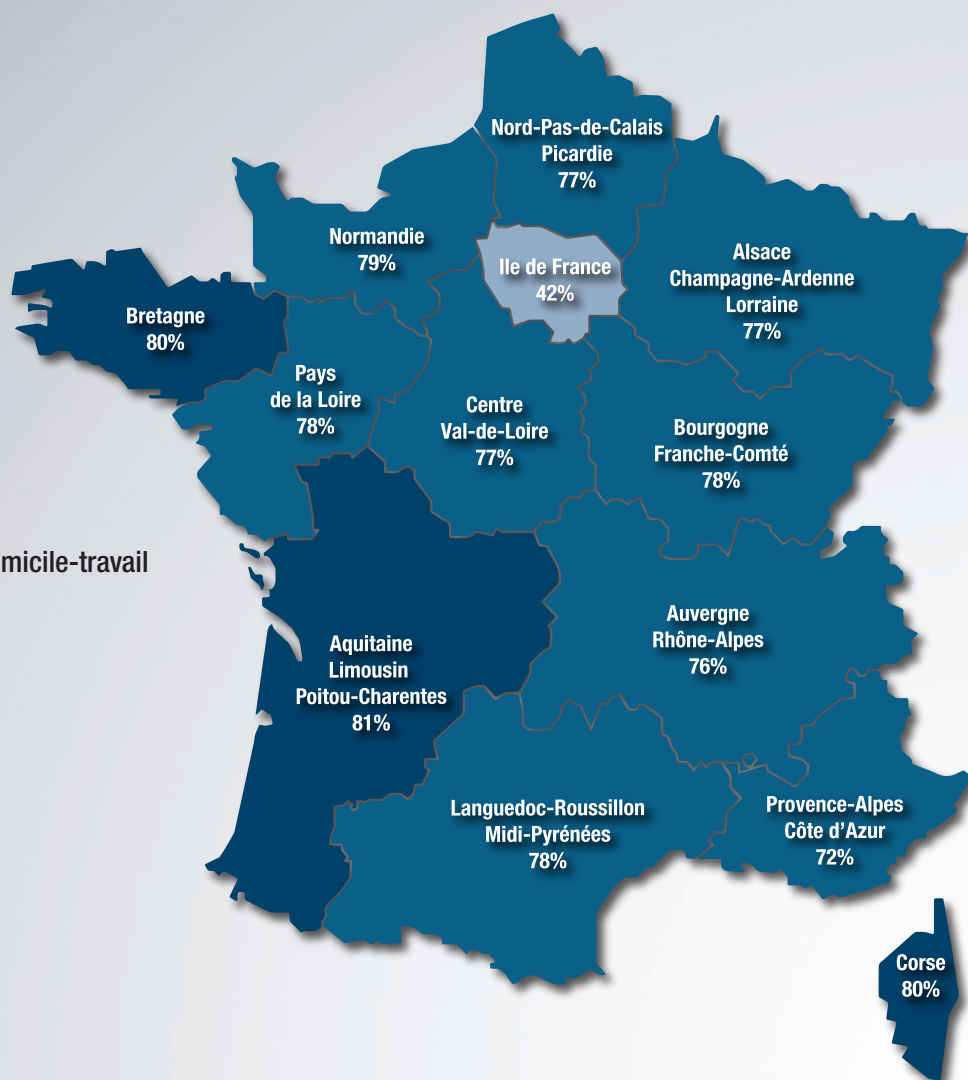 Nord-Pas-de-Calais
Picardie
77%
Normandie
79%
Ile de France
42%
Alsace
Champagne-Ardenne
Lorraine
77%
Bretagne
80%
Pays
de la Loire
78%
Centre
Val-de-Loire
77%
Bourgogne
Franche-Comté
78%
micile-travail
Auvergne
Rhône-Alpes
76%
Aquitaine
Limousin
Poitou-Charentes
81%
Languedoc-Roussillon
Midi-Pyrénées
78%
Provence-Alpes
Côte d'Azur
72%
Corse
80%